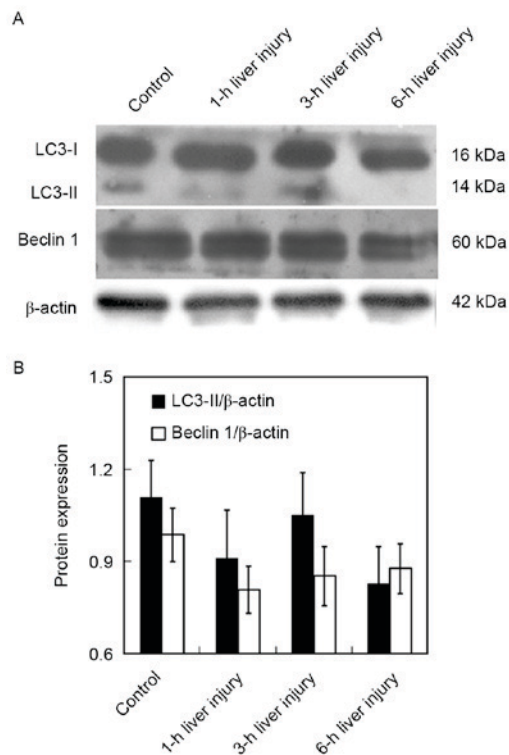 A
Control
1-h liver injury
3-h liver injury
6-h liver injury
LC3-I
16 kDa
LC3-II
14 kDa
Beclin 1
60 kDa
β-actin
42 kDa
B
1.5
1.2
0.9
0.6
Protein expression
LC3-II/β-actin
Beclin 1/β-actin
Control
1-h liver injury
3-h liver injury
6-h liver injury